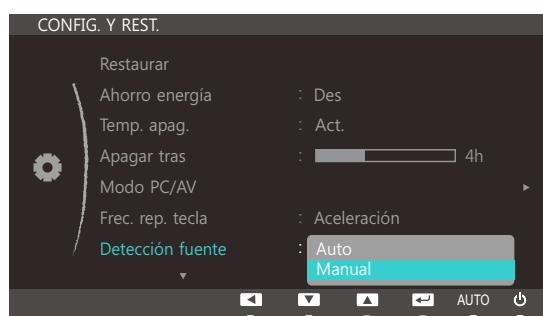 CONFIG. Y REST.
Restaurar
Ahorro energía : Des
Temp. apag. : Act.
Apagar tras : 4h
Modo PC/AV
Frec. rep. tecla : Aceleración
Detección fuente : Auto
Manual
AUTO